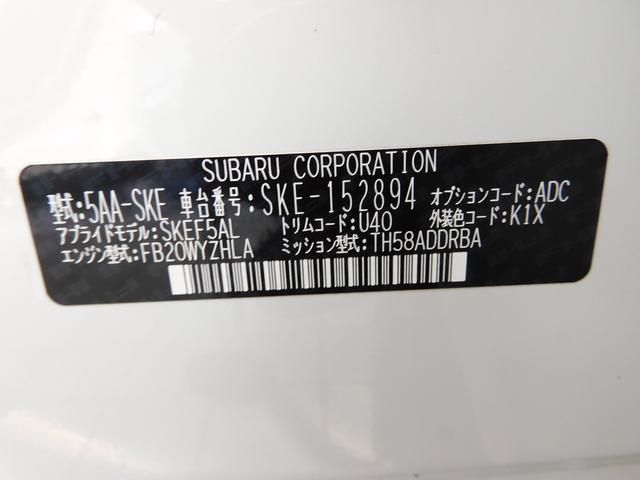 SUBARU CORPORATION
型式:5AA-SKE 車台番号:SKE-152894 オプションコード:ADC
アプライドモデル:SKEF5AL トリムコード:U40 外装色コード:K1X
エンジン型式:FB20WYZHLA ミッション型式:TH58ADDRBA